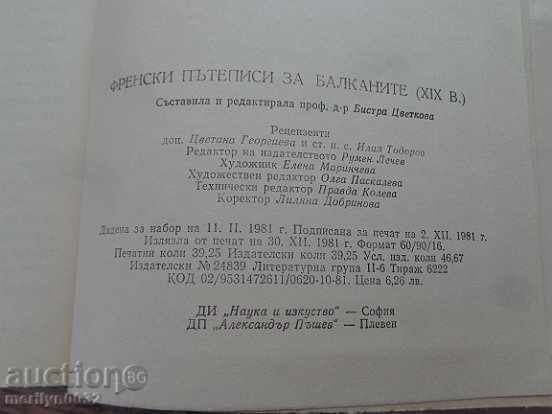 ФРЕНСКИ ПЪТЕПИСИ ЗА БАЛКАНИТЕ (XIX В.)
Съставила и редактирала проф. д-р Бистра Цветкова
Рецензенти
доц. Цветана Георгиева и ст. н. с. Илия Тодоров
Редактор на издателството Румен Лечев
Художник Елена Маринчева
Художествен редактор Олга Паскалева
Технически редактор Правда Колева
Коректор Лиляна Добринова
Дадена за набор на 11. II. 1981 г. Подписана за печат на 2. XII. 1981 г.
Излязла от печат на 30. XII. 1981 г. Формат 60/90/16.
Печатни коли 39,25 Издателски коли 39,25 Усл. изд. коли 46,67
Издателски № 24839 Литературна група II-6 Тираж 6222
КОД 02/9531472611/0620-10-81. Цена 6,26 лв.
ДИ „Наука и изкуство" — София
ДП „Александър Пъшев" — Плевен
auction.BG
merilyn0032